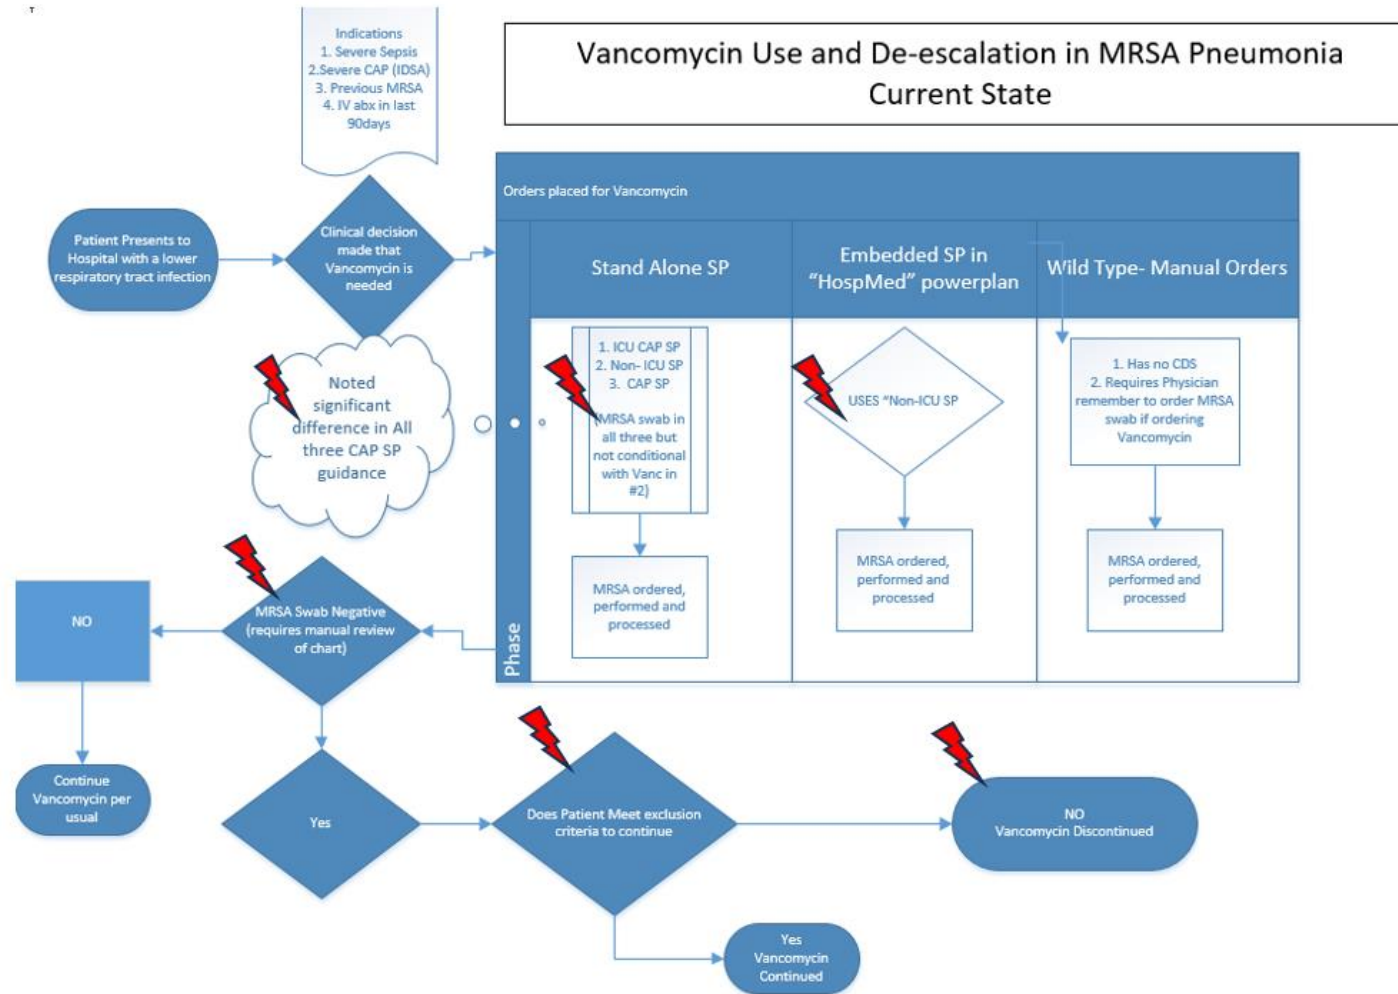 T
Indications
1. Severe Sepsis
2.Severe CAP (IDSA)
3. Previous MRSA
4. IV abx in last
90days
Vancomycin Use and De-escalation in MRSA Pneumonia
Current State
Patient Presents to
Hospital with a lower
respiratory tract infection
Clinical decision
made that
Vancomycin is
needed
Orders placed for Vancomycin
Phase
Stand Alone SP
Embedded SP in
"HospMed" powerplan
Wild Type- Manual Orders
1. ICU CAP SP
2. Non- ICU SP
3. CAP SP
(MRSA swab in
all three but
not conditional
with Vanc in
#2)
USES "Non-ICU SP
1. Has no CDS
2. Requires Physician
remember to order MRSA
swab if ordering
Vancomycin
MRSA ordered,
performed and
processed
MRSA ordered,
performed and
processed
MRSA ordered,
performed and
processed
Noted
significant
difference in All
three CAP SP
guidance
MRSA Swab Negative
(requires manual review
of chart)
NO
Continue
Vancomycin per
usual
Yes
Does Patient Meet exclusion
criteria to continue
NO
Vancomycin Discontinued
Yes
Vancomycin
Continued